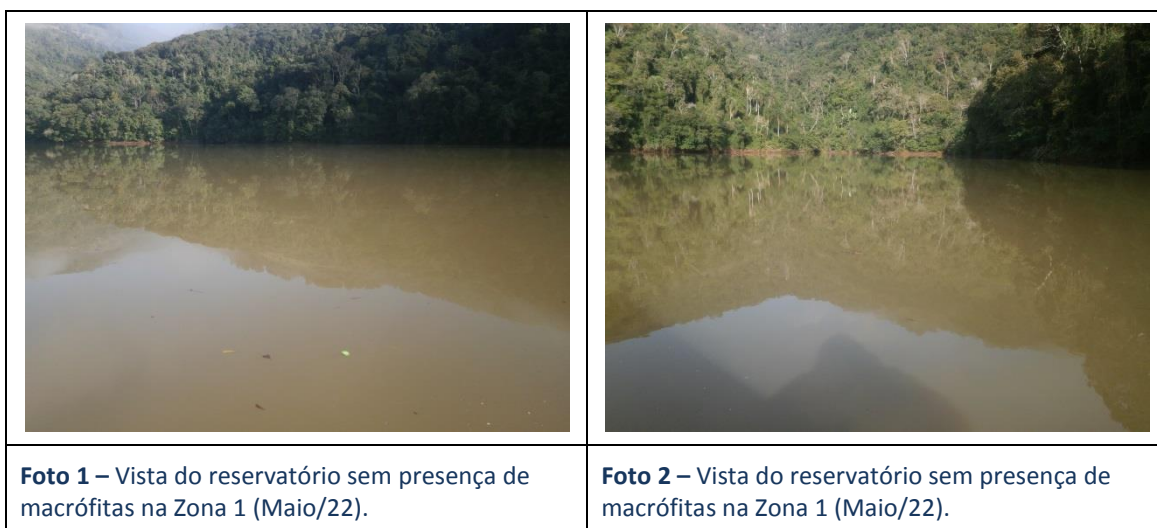 Foto 1 – Vista do reservatório sem presença de
macrófitas na Zona 1 (Maio/22).
Foto 2 – Vista do reservatório sem presença de
macrófitas na Zona 1 (Maio/22).